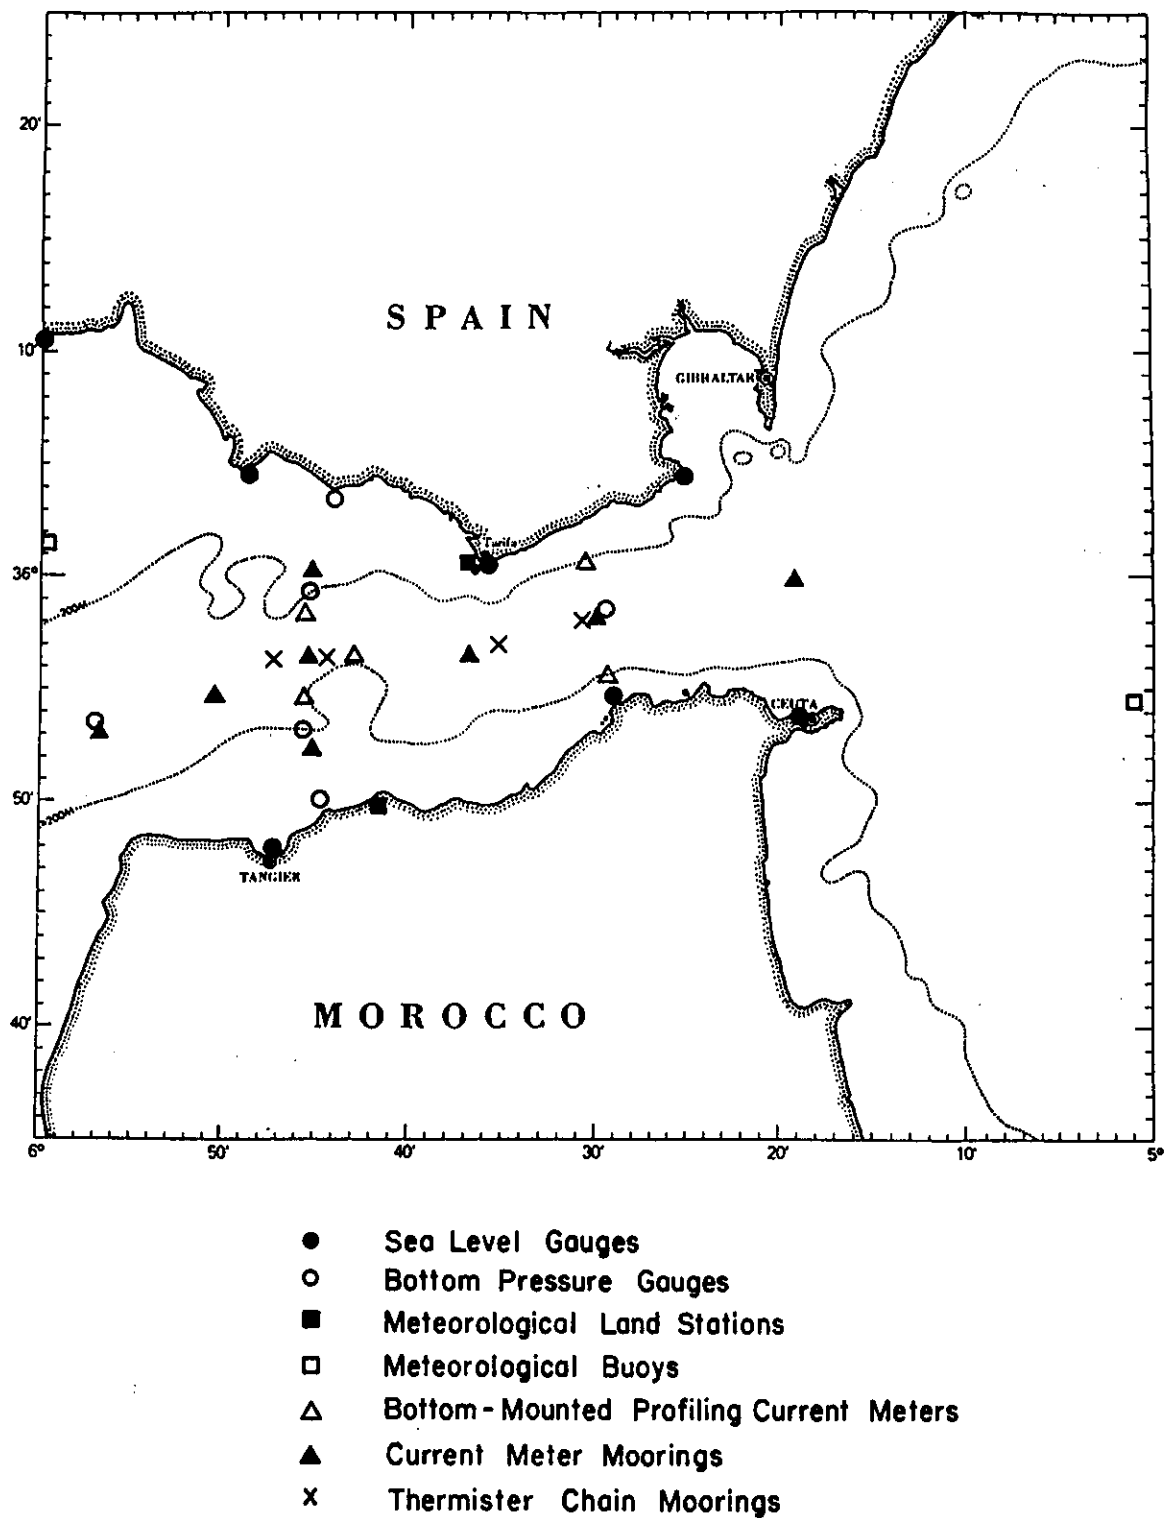 20'
SPAIN
10'
GIBRALTAR
Tarifa
36°
200M
CEUTA
50'
200M
TANGIER
MOROCCO
40'
6° 50' 40' 30' 20' 10' 5°
Sea Level Gauges
Bottom Pressure Gauges
Meteorological Land Stations
Meteorological Buoys
Bottom-Mounted Profiling Current Meters
Current Meter Moorings
Thermister Chain Moorings